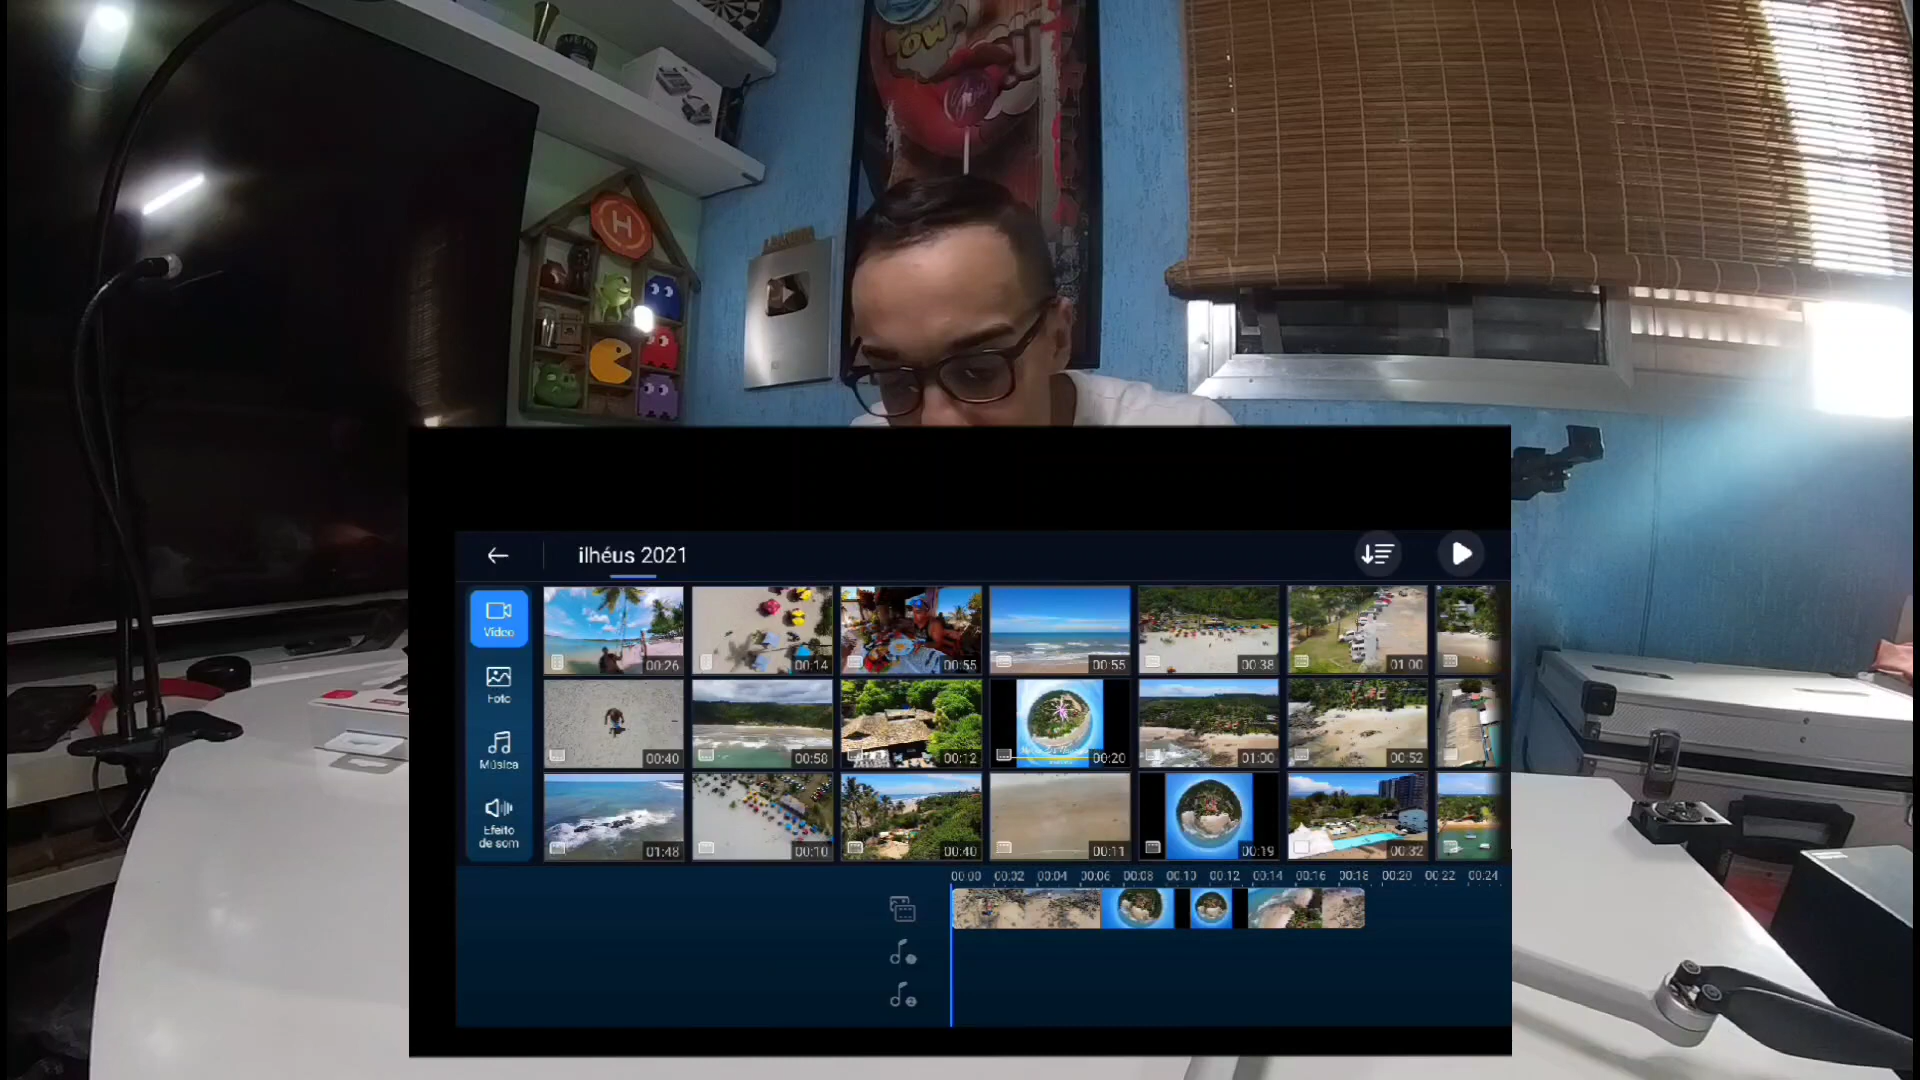 OW
H
ilhéus 2021
Vídeo
00:26
00:14
00:55
00:55
00:38
01:00
Foto
00:40
00:58
00:12
00:20
01:00
00:52
Música
Efeito
de som
01:48
00:10
00:40
00:11
00:19
00:32
00:00 00:02 00:04 00:06 00:08 00:10 00:12 00:14 00:16 00:18 00:20 00:22 00:24